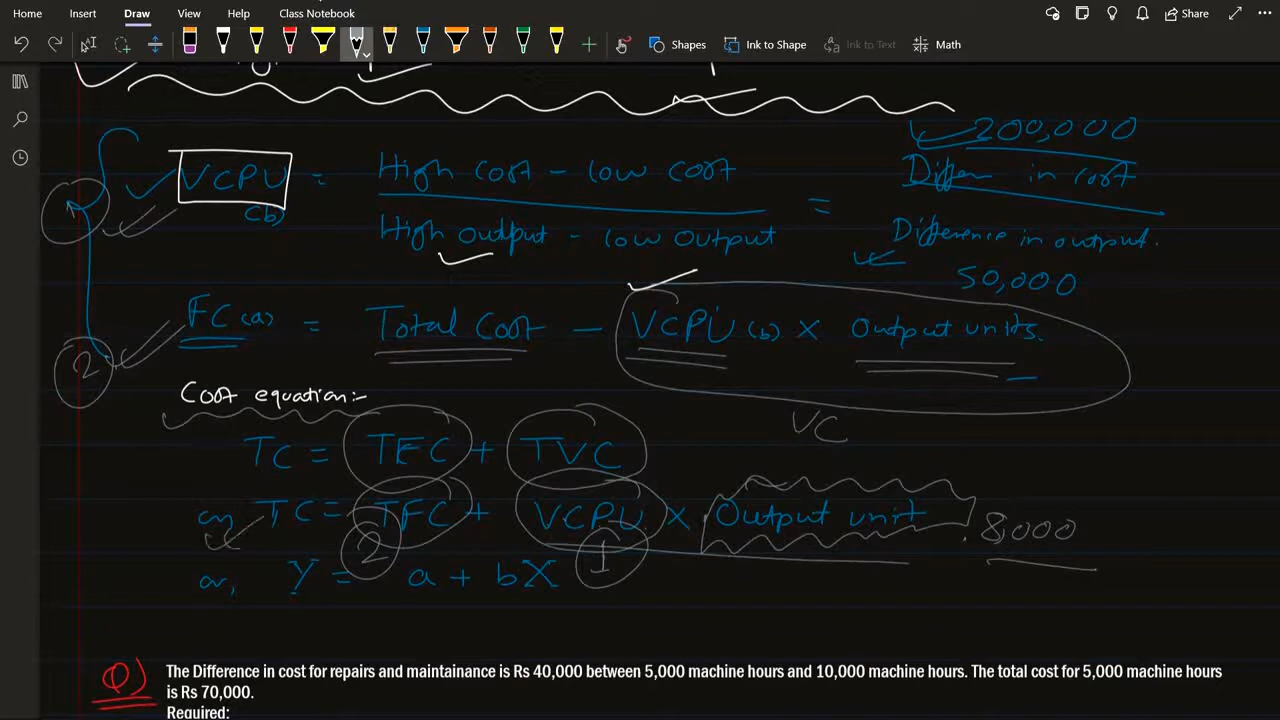 Home Insert Draw View Help Class Notebook Share
Shapes Ink to Shape Ink to Text Math
200,000
VCPU = High Cost - low cost = Differ in cost
(b) High output - low output Difference in output.
50,000
1
FC (a) = Total Cost - VCPU (b) × Output units.
2
Cost equation:-
VC
TC = TFC + TVC
or, TC = TFC + VCPU × Output unit 8,000
2 1
or, Y = a + bX
Q) The Difference in cost for repairs and maintainance is Rs 40,000 between 5,000 machine hours and 10,000 machine hours. The total cost for 5,000 machine hours
is Rs 70,000.
Required: